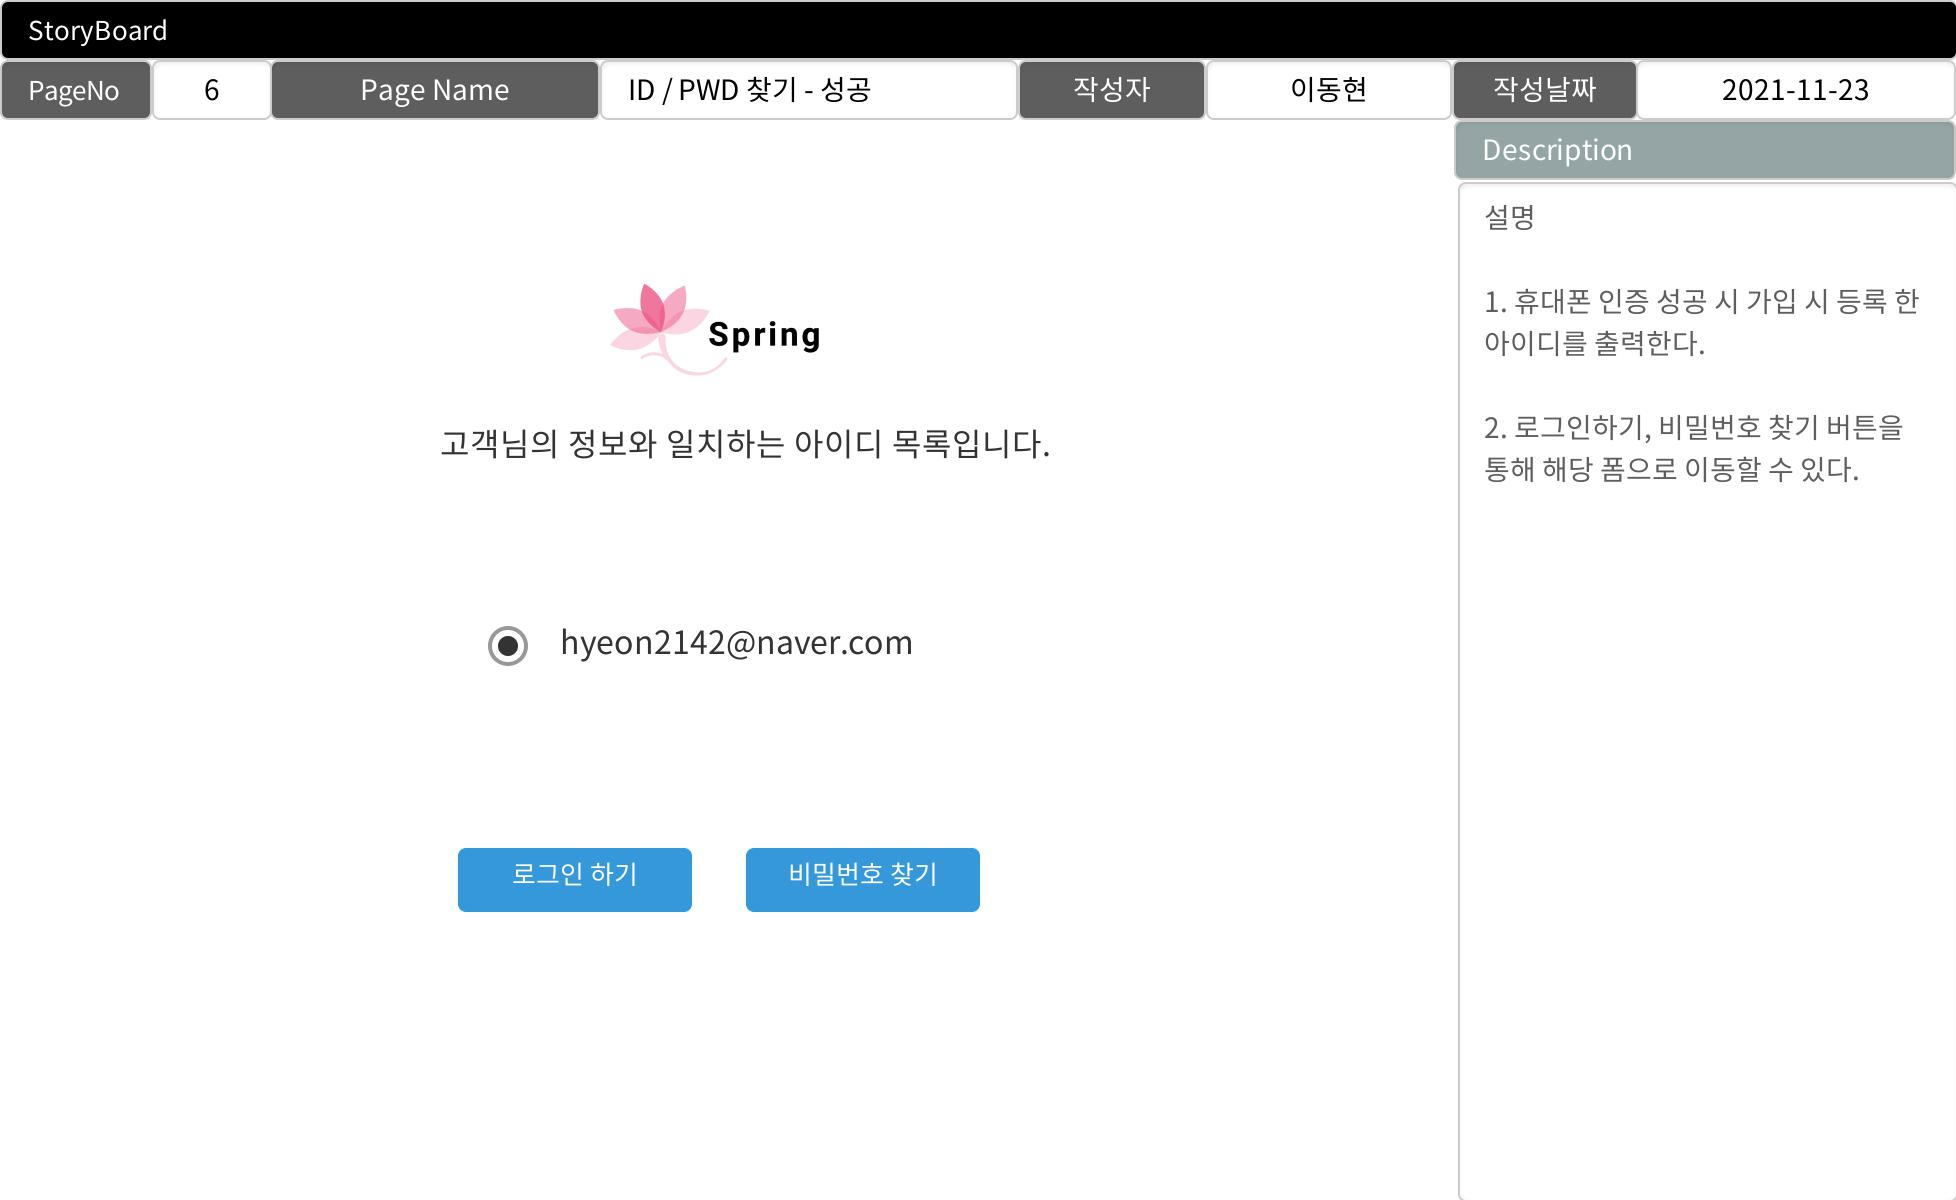 StoryBoard
PageNo 6 Page Name ID / PWD 찾기 - 성공 작성자 이동현 작성날짜 2021-11-23
Description
설명
1. 휴대폰 인증 성공 시 가입 시 등록 한
아이디를 출력한다.
2. 로그인하기, 비밀번호 찾기 버튼을
통해 해당 폼으로 이동할 수 있다.
Spring
고객님의 정보와 일치하는 아이디 목록입니다.
hyeon2142@naver.com
로그인 하기 비밀번호 찾기